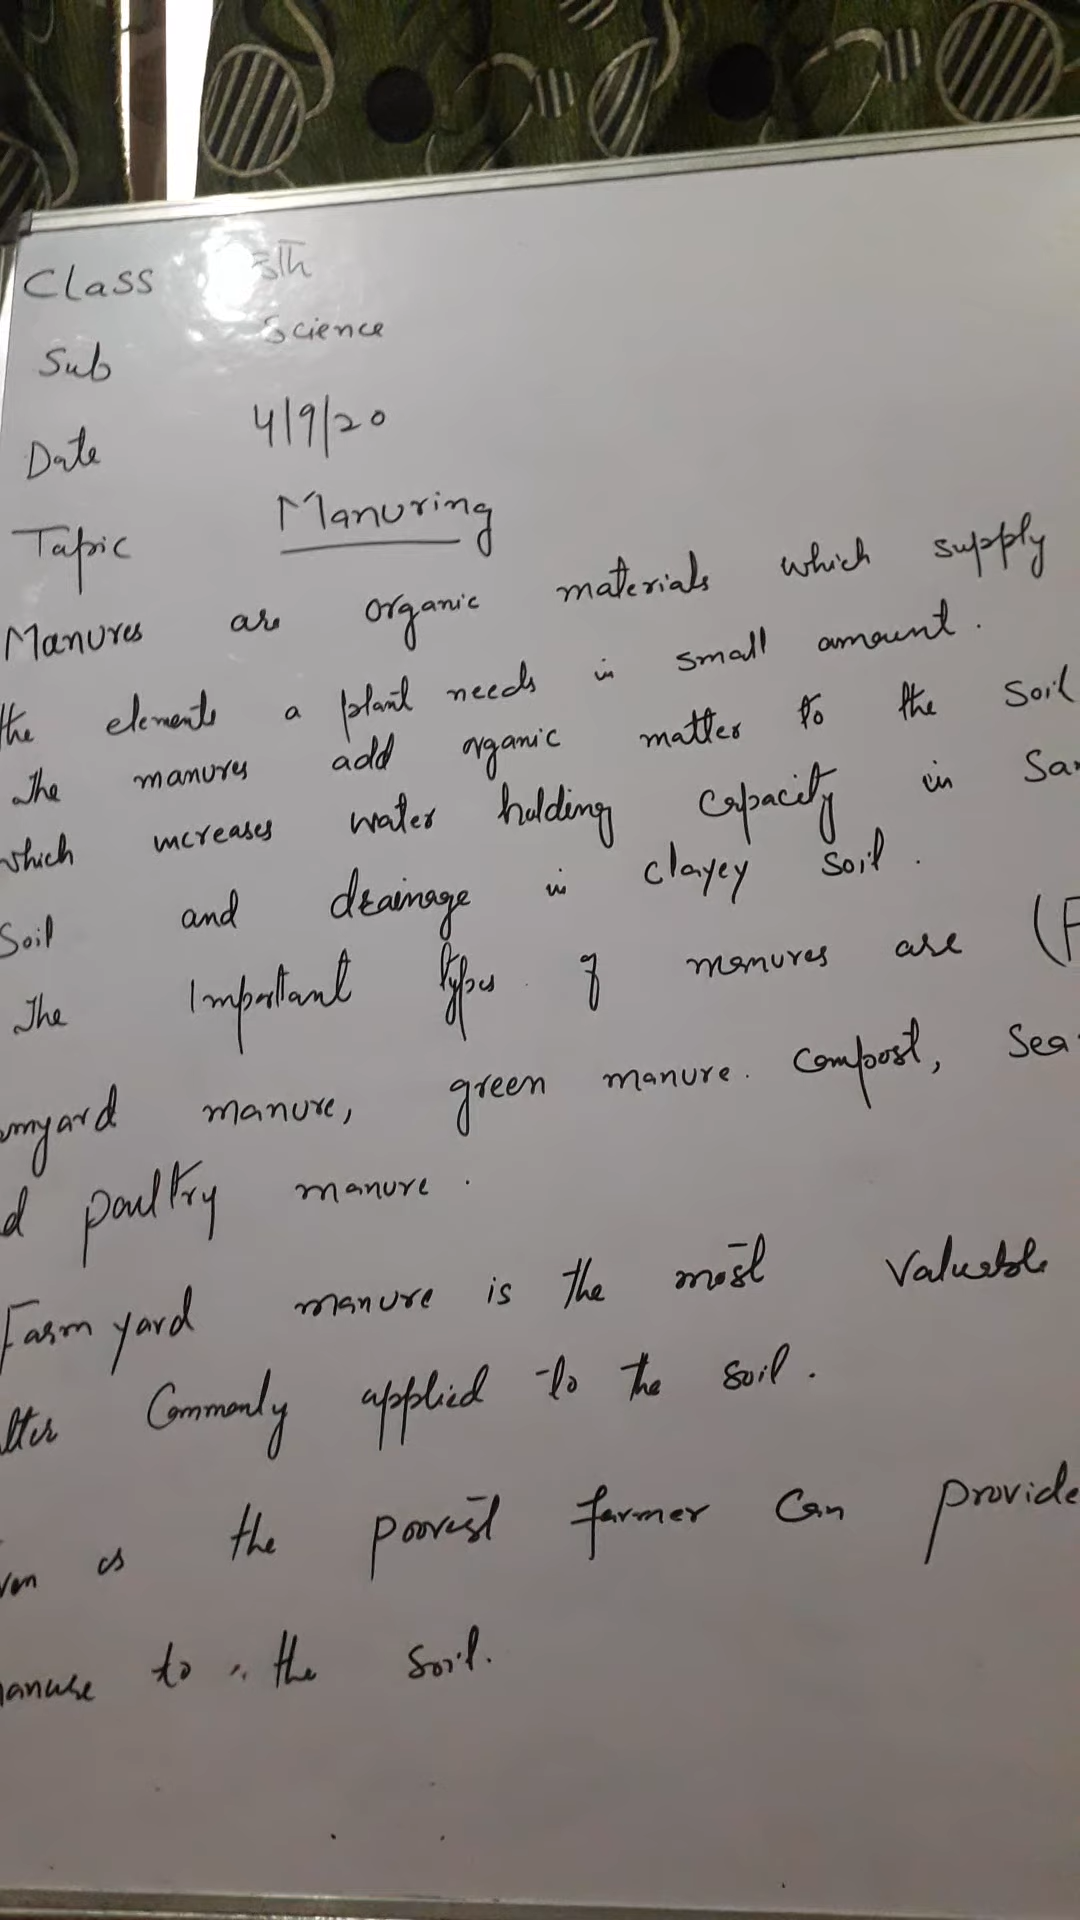 Class 8th
Sub Science
Date 4/9/20
Topic Manuring
Manures are organic materials which supply
the elements a plant needs in small amount.
The manures add organic matter to the soil
which increases water holding capacity in
Soil and drainage in clayey soil.
The Important types of manures are (F
manure, green manure. Compost, Sea
poultry manure.
Farm yard manure is the most Valuable
Commonly applied to the soil.
as the poorest farmer Can provide
to the soil.